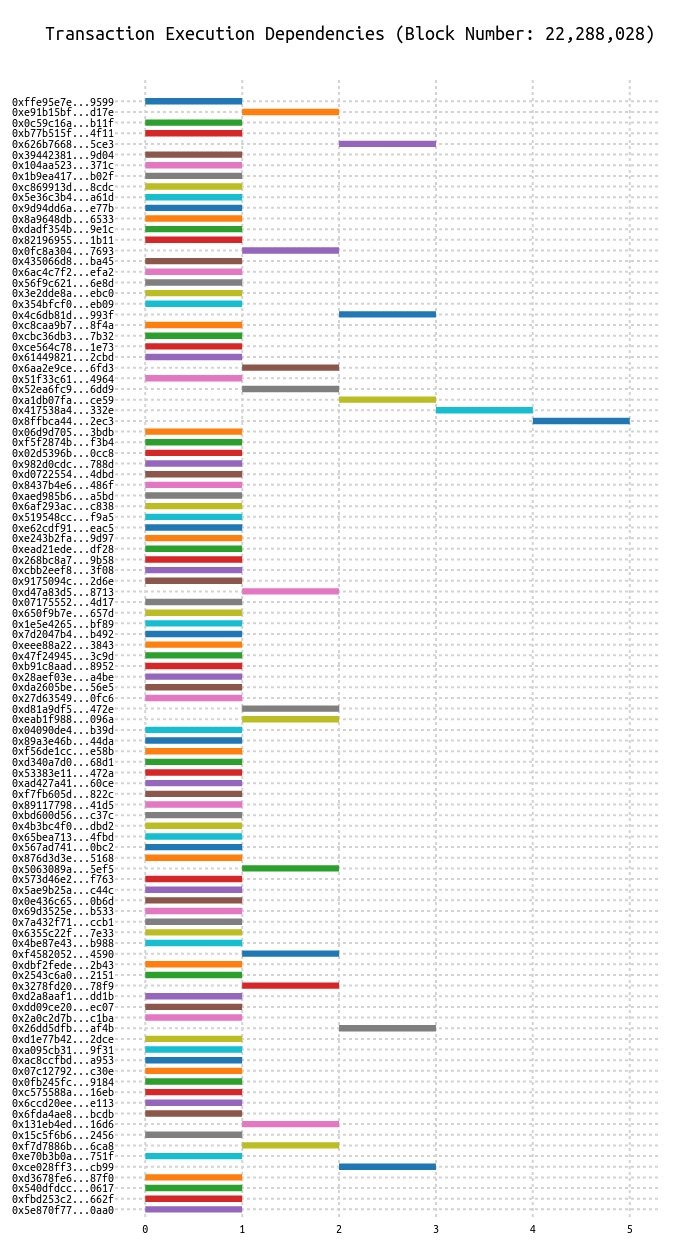 Transaction Execution Dependencies (Block Number: 22,288,028)
0xffe95e7e...9599
0xe91b15bf...d17e
0x0c59c16a...b11f
0xb77b515f...4f11
0x626b7668...5ce3
0x39442381...9d04
0x104aa523...371c
0x1b9ea417...b02f
0xc869913d...8cdc
0x5e36c3b4...a61d
0x9d94dd6a...e77b
0x8a9648db...6533
0xdadf354b...9e1c
0x82196955...1b11
0x0fc8a304...7693
0x435066d8...ba45
0x6ac4c7f2...efa2
0x56f9c621...6e8d
0x3e2dde8a...ebc0
0x354bfcf0...eb09
0x4c6db81d...993f
0xc8caa9b7...8f4a
0xcbc36db3...7b32
0xce564c78...1e73
0x61449821...2cbd
0x6aa2e9ce...6fd3
0x51f33c61...4964
0x52ea6fc9...6dd9
0xa1db07fa...ce59
0x417538a4...332e
0x8ffbca44...2ec3
0x06d9d705...3bdb
0xf5f2874b...f3b4
0x02d5396b...0cc8
0x982d0cdc...788d
0xd0722554...4dbd
0x8437b4e6...486f
0xaed985b6...a5bd
0x6af293ac...c838
0x519548cc...f9a5
0xe62cdf91...eac5
0xe243b2fa...9d97
0xead21ede...df28
0x268bc8a7...9b58
0xcbb2eef8...3f08
0x9175094c...2d6e
0xd47a83d5...8713
0x07175552...4d17
0x650f9b7e...657d
0x1e5e4265...bf89
0x7d2047b4...b492
0xeee88a22...3843
0x47f24945...3c9d
0xb91c8aad...8952
0x28aef03e...a4be
0xda2605be...56e5
0x27d63549...0fc6
0xd81a9df5...472e
0xeab1f988...096a
0x04090de4...b39d
0x89a3e46b...44da
0xf56de1cc...e58b
0xd340a7d0...68d1
0x53383e11...472a
0xad427a41...60ce
0xf7fb605d...822c
0x89117798...41d5
0xbd600d56...c37c
0x4b3bc4f0...dbd2
0x65bea713...4fbd
0x567ad741...0bc2
0x876d3d3e...5168
0x5063089a...5ef5
0x573d46e2...f763
0x5ae9b25a...c44c
0x0e436c65...0b6d
0x69d3525e...b533
0x7a432f71...ccb1
0x6355c22f...7e33
0x4be87e43...b988
0xf4582052...4590
0xdbf2fede...2b43
0x2543c6a0...2151
0x3278fd20...78f9
0xd2a8aaf1...dd1b
0xdd09ce20...ec07
0x2a0c2d7b...c1ba
0x26dd5dfb...af4b
0xd1e77b42...2dce
0xa095cb31...9f31
0xac8ccfbd...a953
0x07c12792...c30e
0x0fb245fc...9184
0xc575588a...16eb
0x6ccd20ee...e113
0x6fda4ae8...bcdb
0x131eb4ed...16d6
0x15c5f6b6...2456
0xf7d7886b...6ca8
0xe70b3b0a...751f
0xce028ff3...cb99
0xd3678fe6...87f0
0x540dfdcc...0617
0xfbd253c2...662f
0x5e870f77...0aa0
0 1 2 3 4 5